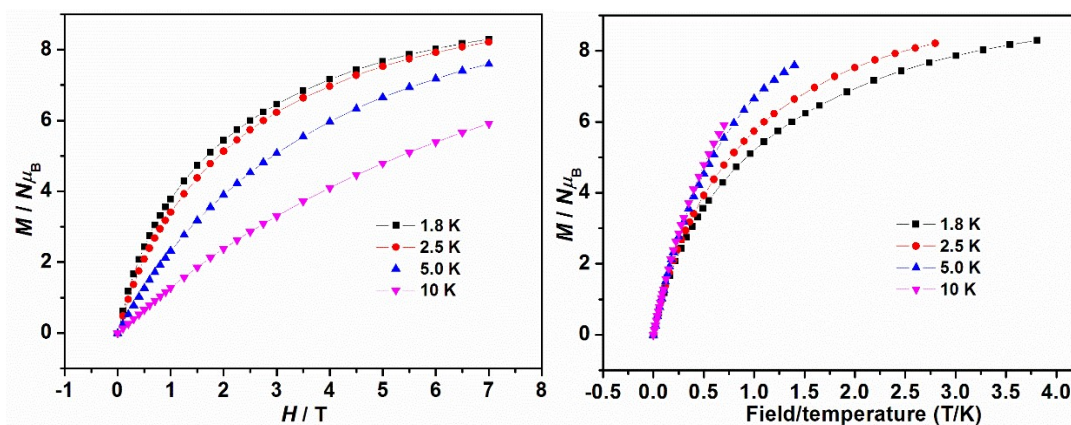 M / NμB
8
6
4
2
0
1.8 K
2.5 K
5.0 K
10 K
-1 0 1 2 3 4 5 6 7 8
H / T
M / NμB
8
6
4
2
0
1.8 K
2.5 K
5.0 K
10 K
-0.5 0.0 0.5 1.0 1.5 2.0 2.5 3.0 3.5 4.0
Field/temperature (T/K)